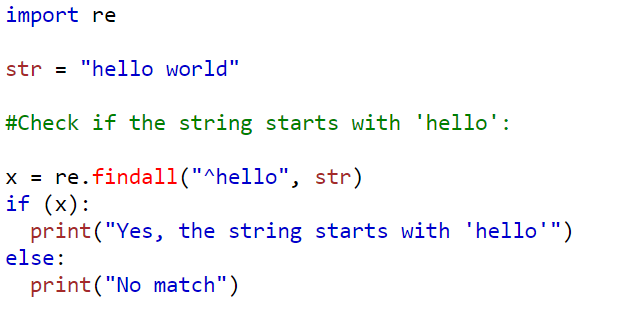 import re
str = "hello world"
#Check if the string starts with 'hello':
x = re.findall("^hello", str)
if (x):
  print("Yes, the string starts with 'hello'")
else:
  print("No match")